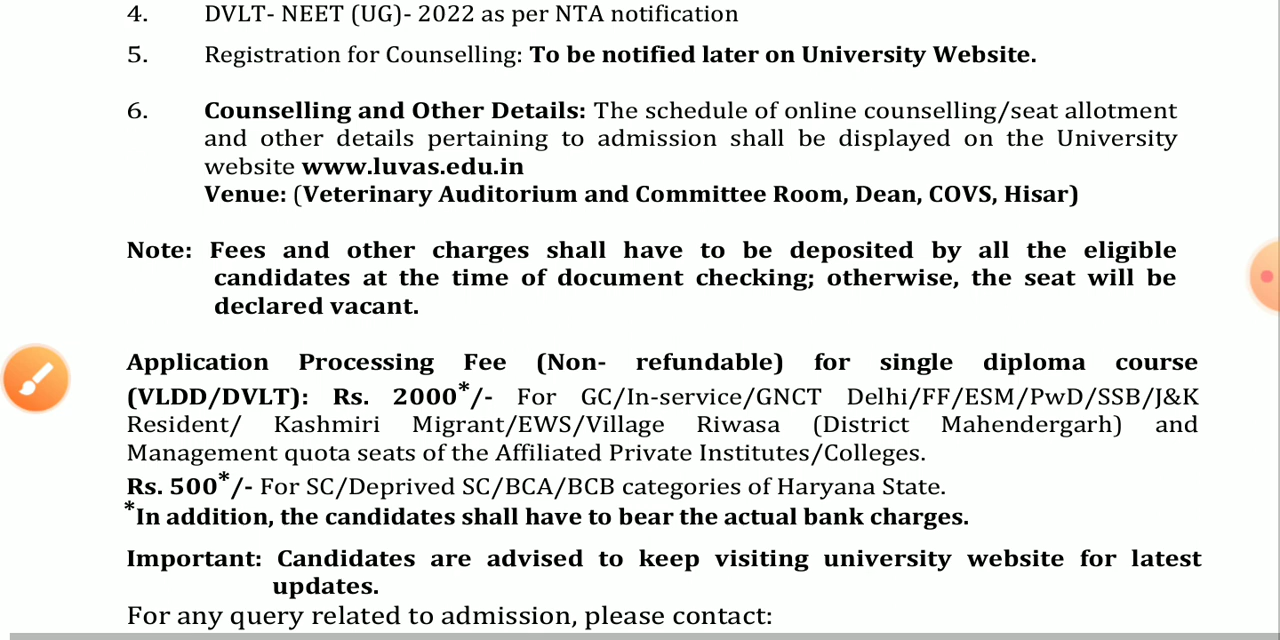 4. DVLT- NEET (UG)- 2022 as per NTA notification
5. Registration for Counselling: To be notified later on University Website.
6. Counselling and Other Details: The schedule of online counselling/seat allotment
and other details pertaining to admission shall be displayed on the University
website www.luvas.edu.in
Venue: (Veterinary Auditorium and Committee Room, Dean, COVS, Hisar)
Note: Fees and other charges shall have to be deposited by all the eligible
candidates at the time of document checking; otherwise, the seat will be
declared vacant.
Application Processing Fee (Non- refundable) for single diploma course
(VLDD/DVLT): Rs. 2000*/- For GC/In-service/GNCT Delhi/FF/ESM/PwD/SSB/J&K
Resident/ Kashmiri Migrant/EWS/Village Riwasa (District Mahendergarh) and
Management quota seats of the Affiliated Private Institutes/Colleges.
Rs. 500*/- For SC/Deprived SC/BCA/BCB categories of Haryana State.
*In addition, the candidates shall have to bear the actual bank charges.
Important: Candidates are advised to keep visiting university website for latest
updates.
For any query related to admission, please contact: